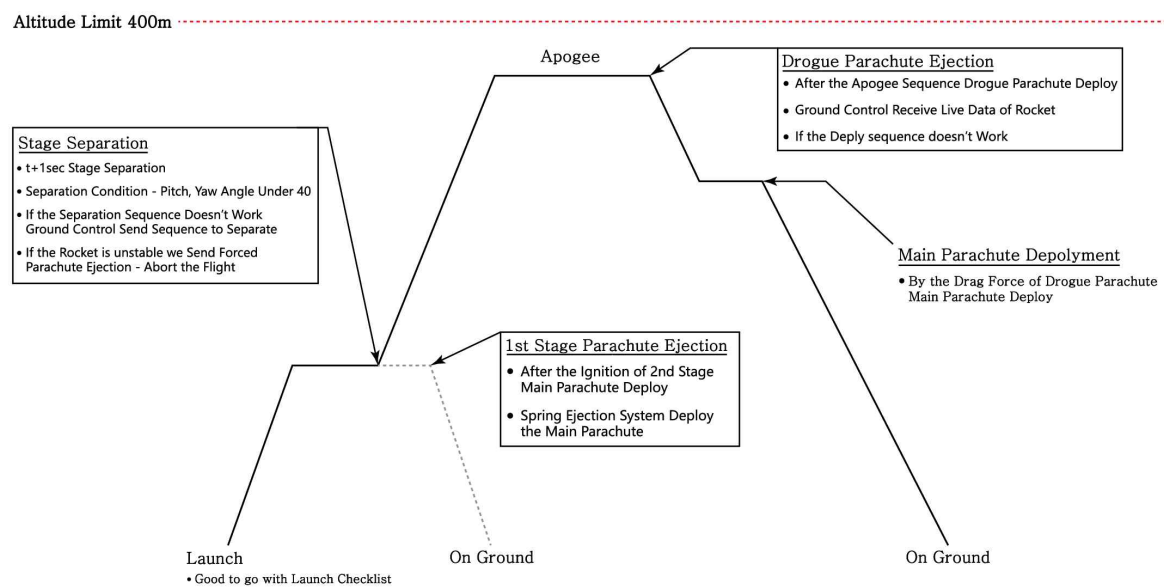 Altitude Limit 400m
Apogee
Drogue Parachute Ejection
• After the Apogee Sequence Drogue Parachute Deploy
• Ground Control Receive Live Data of Rocket
• If the Deply sequence doesn't Work
Stage Separation
• t+1sec Stage Separation
• Separation Condition - Pitch, Yaw Angle Under 40
• If the Separation Sequence Doesn't Work
Ground Control Send Sequence to Separate
• If the Rocket is unstable we Send Forced
Parachute Ejection - Abort the Flight
Main Parachute Depolyment
• By the Drag Force of Drogue Parachute
Main Parachute Deploy
1st Stage Parachute Ejection
• After the Ignition of 2nd Stage
Main Parachute Deploy
• Spring Ejection System Deploy
the Main Parachute
Launch
• Good to go with Launch Checklist
On Ground
On Ground